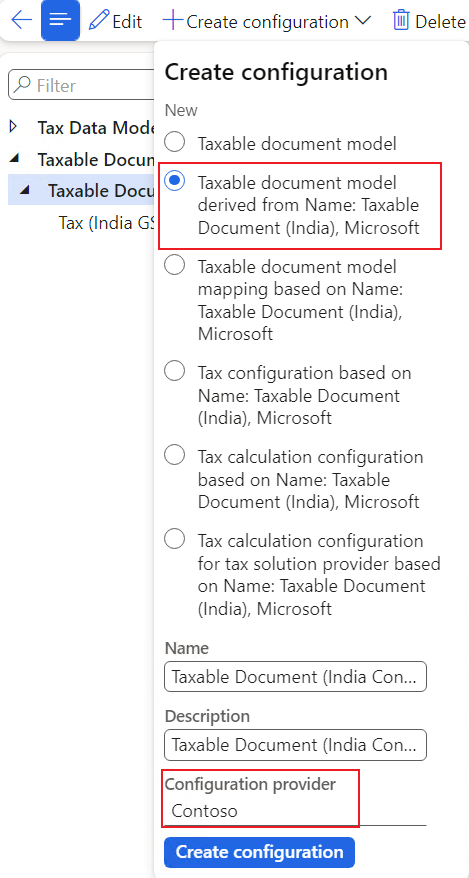 Edit
Create configuration
Delete
Create configuration
Filter
New
Tax Data Mode
Taxable document model
Taxable Docun
Taxable document model
derived from Name: Taxable
Document (India), Microsoft
Taxable Docu
Tax (India GS
Taxable document model
mapping based on Name:
Taxable Document (India),
Microsoft
Tax configuration based on
Name: Taxable Document
(India), Microsoft
Tax calculation configuration
based on Name: Taxable
Document (India), Microsoft
Tax calculation configuration
for tax solution provider based
on Name: Taxable Document
(India), Microsoft
Name
Taxable Document (India Con...
Description
Taxable Document (India Con...
Configuration provider
Contoso
Create configuration